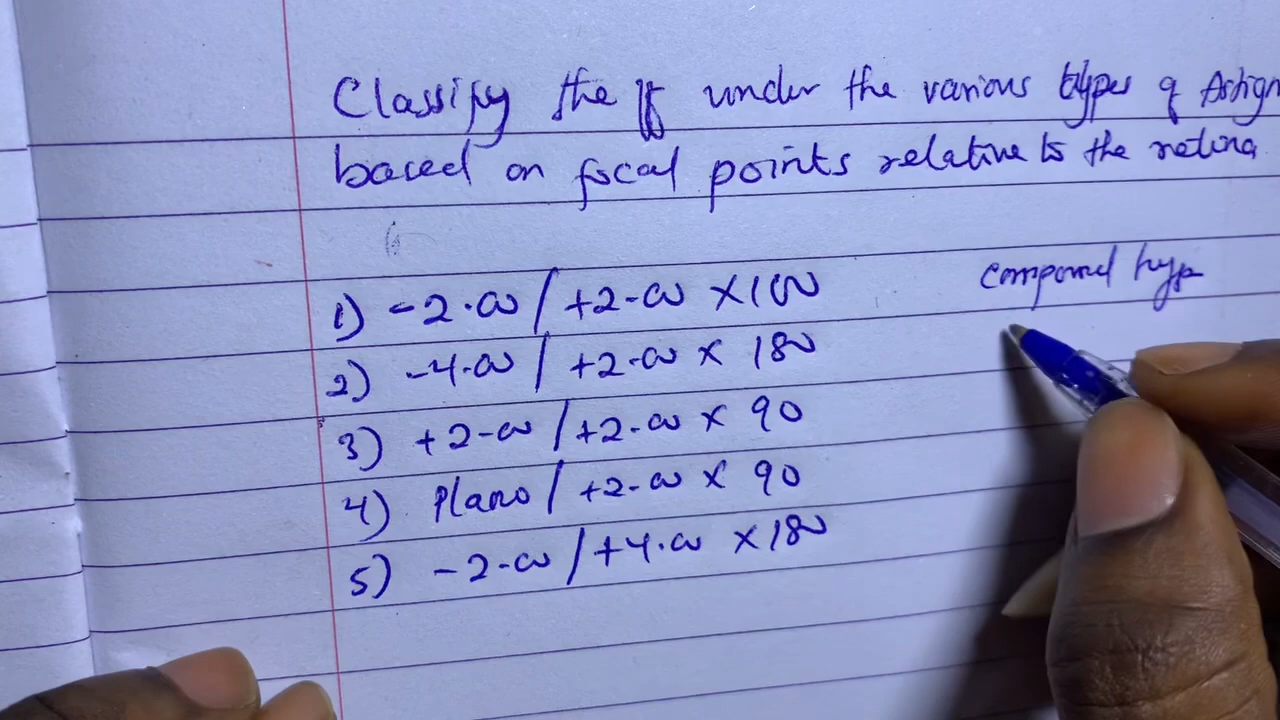 Classify the ff under the various types of Astigm
based on focal points relative to the retina
compound hyp
1) -2.00 / +2.00 x 180
2) -4.00 / +2.00 x 180
3) +2.00 / +2.00 x 90
4) Plano / +2.00 x 90
5) -2.00 / +4.00 x 180